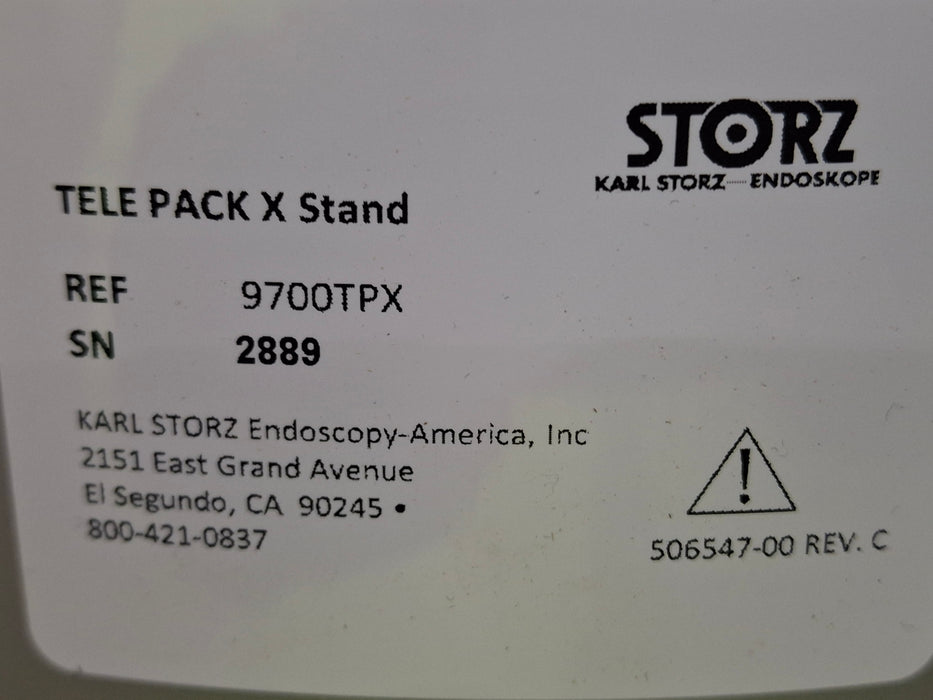 STORZ
KARL STORZ — ENDOSKOPE
TELE PACK X Stand
REF 9700TPX
SN 2889
KARL STORZ Endoscopy-America, Inc
2151 East Grand Avenue
El Segundo, CA 90245 •
800-421-0837
506547-00 REV. C